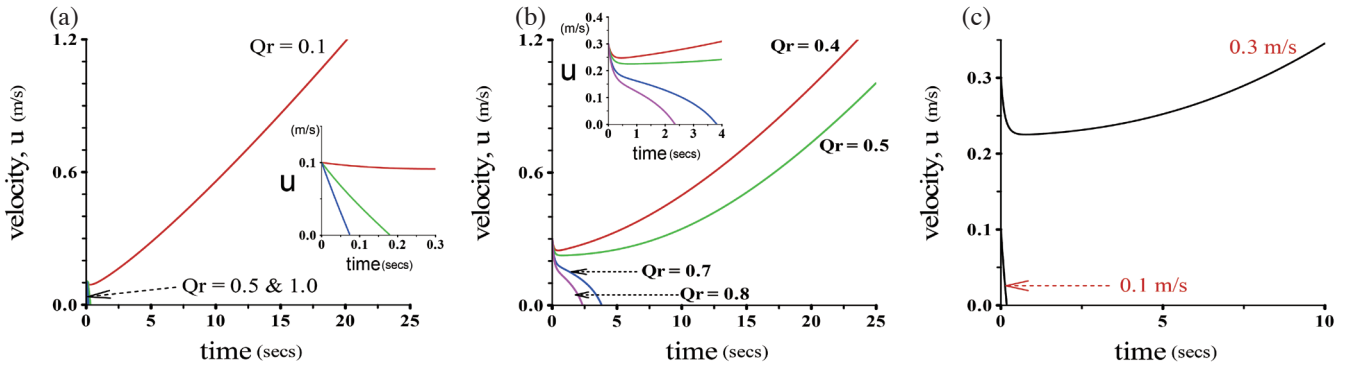 (a)
velocity, u (m/s)
1.2
0.6
0.0
Qr = 0.1
Qr = 0.5 & 1.0
0
5
10
15
20
25
time (secs)
(m/s)
u
0.1
0.0
0
0.1
0.2
0.3
time(secs)
(b)
velocity, u (m/s)
1.2
0.6
0.0
Qr = 0.4
Qr = 0.5
Qr = 0.7
Qr = 0.8
0
5
10
15
20
25
time (secs)
(m/s)
u
0.4
0.3
0.2
0.1
0.0
0
1
2
3
4
time (secs)
(c)
velocity, u (m/s)
0.3
0.2
0.1
0.0
0.3 m/s
0.1 m/s
0
5
10
time (secs)